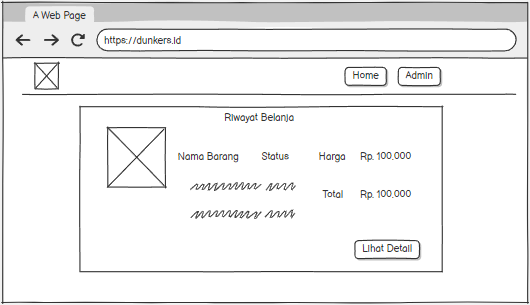 A Web Page
https://dunkers.id
Home Admin
Riwayat Belanja
Nama Barang Status Harga Rp. 100,000
Total Rp. 100,000
Lihat Detail